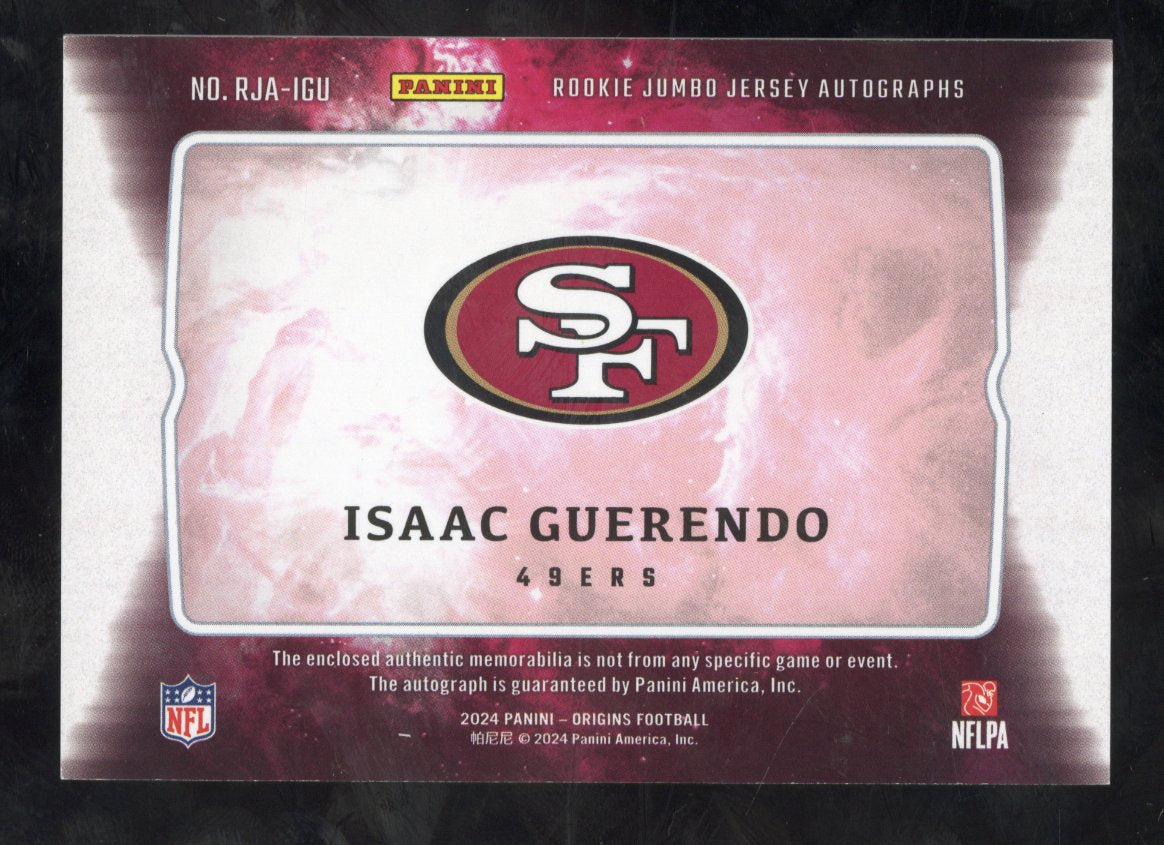 NO. RJA-IGU
PANINI
ROOKIE JUMBO JERSEY AUTOGRAPHS
SF
ISAAC GUERENDO
49ERS
The enclosed authentic memorabilia is not from any specific game or event.
The autograph is guaranteed by Panini America, Inc.
2024 PANINI – ORIGINS FOOTBALL
帕尼尼 © 2024 Panini America, Inc.
NFL
NFLPA